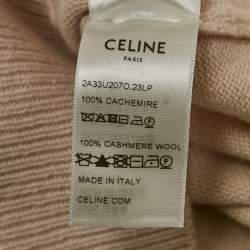 CELINE
PARIS
2A33U207O.23LP
100% CACHEMIRE
100% CASHMERE WOOL
MADE IN ITALY
CELINE.COM